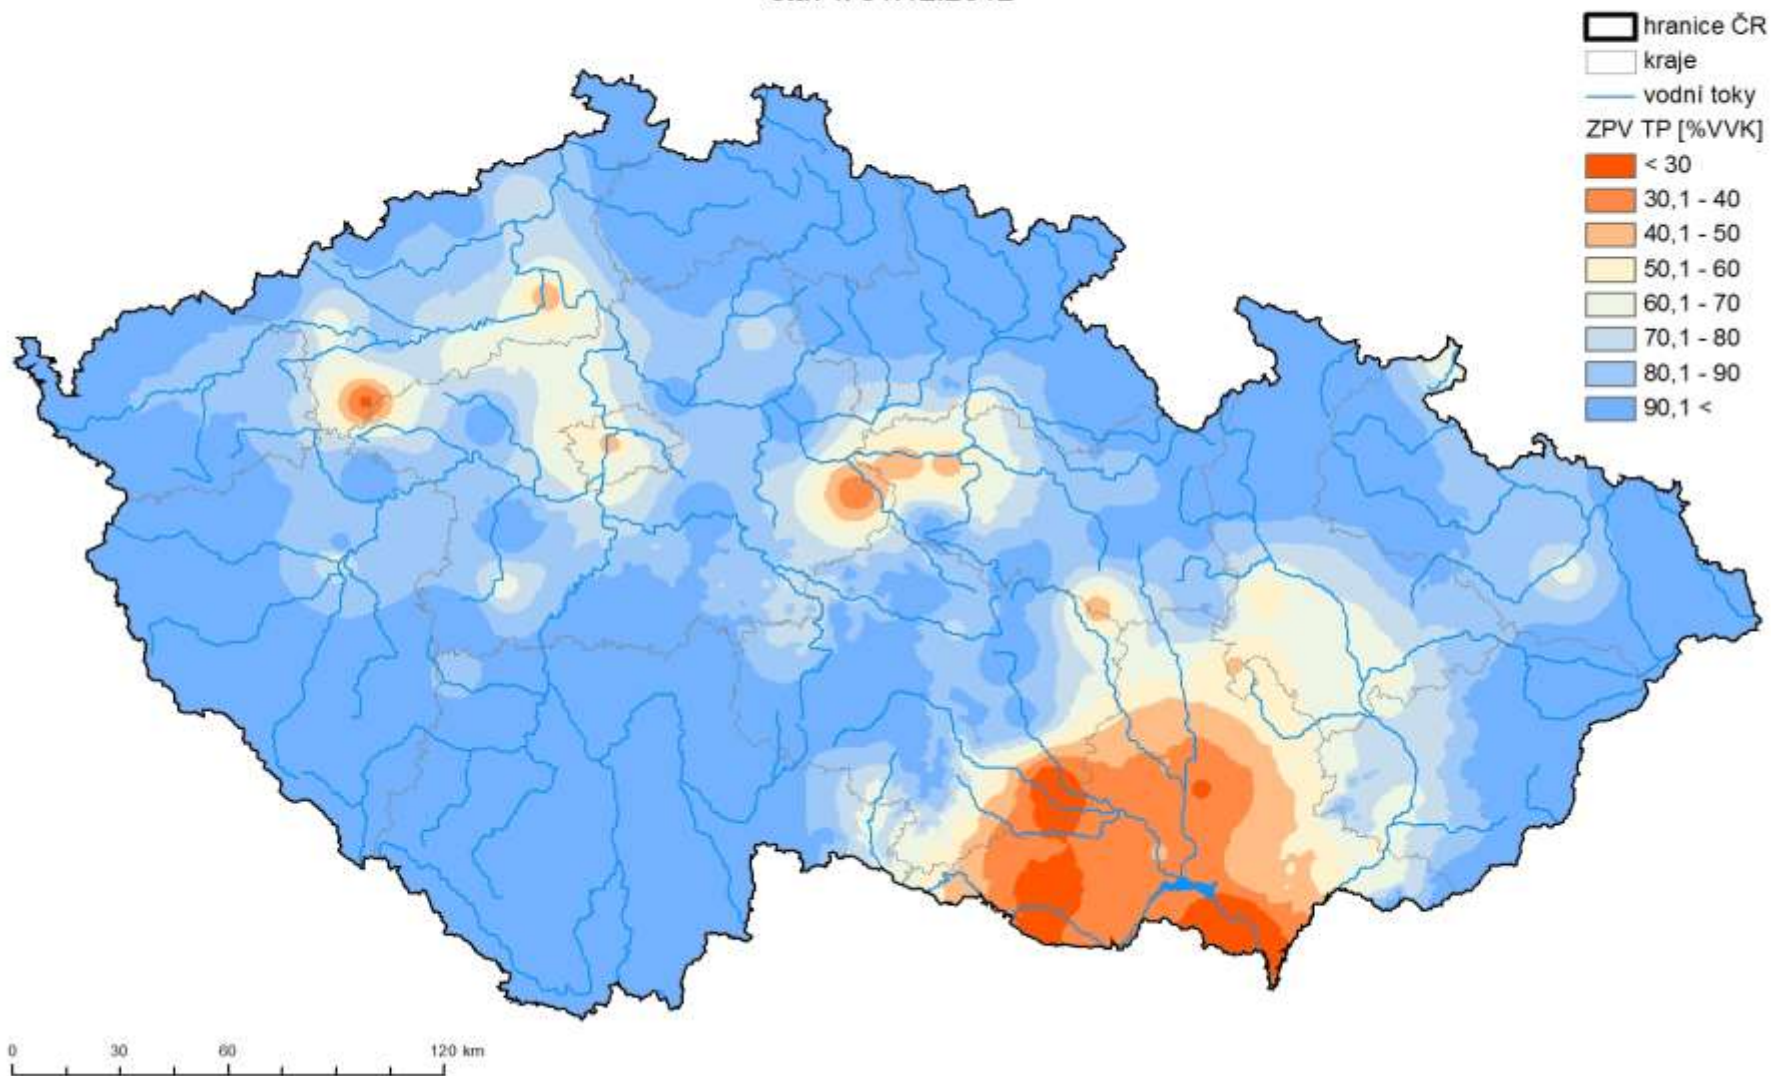 hranice ČR
kraje
vodní toky
ZPV TP [%VVK]
< 30
30,1 - 40
40,1 - 50
50,1 - 60
60,1 - 70
70,1 - 80
80,1 - 90
90,1 <
0 30 60 120 km